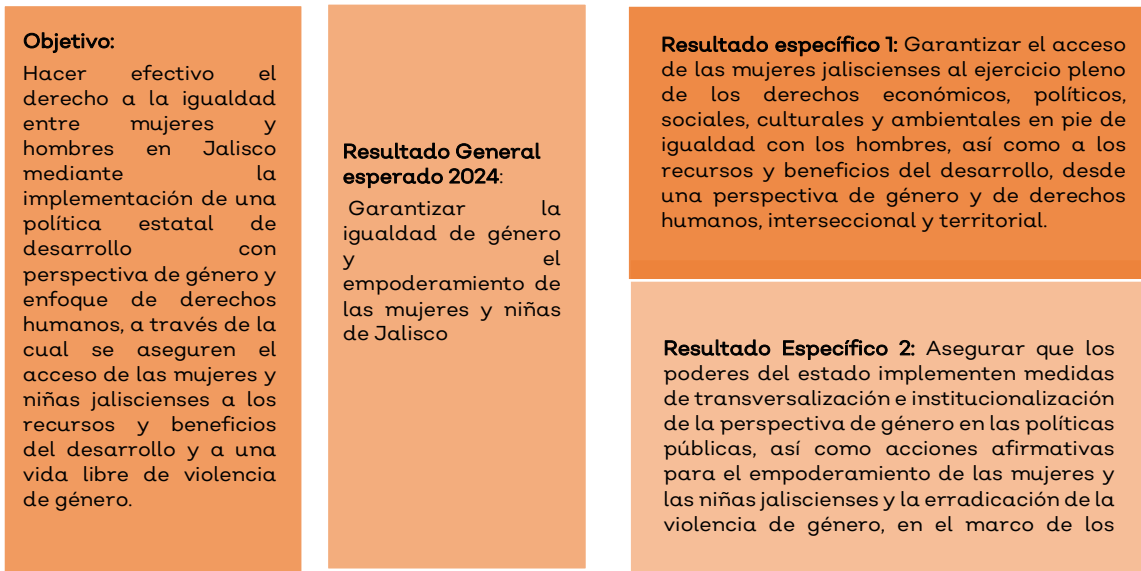 Objetivo:
Hacer efectivo el
derecho a la igualdad
entre mujeres y
hombres en Jalisco
mediante la
implementación de una
política estatal de
desarrollo con
perspectiva de género y
enfoque de derechos
humanos, a través de la
cual se aseguren el
acceso de las mujeres y
niñas jaliscienses a los
recursos y beneficios
del desarrollo y a una
vida libre de violencia
de género.
Resultado General
esperado 2024:
Garantizar la
igualdad de género
y el
empoderamiento de
las mujeres y niñas
de Jalisco
Resultado específico 1: Garantizar el acceso
de las mujeres jaliscienses al ejercicio pleno
de los derechos económicos, políticos,
sociales, culturales y ambientales en pie de
igualdad con los hombres, así como a los
recursos y beneficios del desarrollo, desde
una perspectiva de género y de derechos
humanos, interseccional y territorial.
Resultado Específico 2: Asegurar que los
poderes del estado implementen medidas
de transversalización e institucionalización
de la perspectiva de género en las políticas
públicas, así como acciones afirmativas
para el empoderamiento de las mujeres y
las niñas jaliscienses y la erradicación de la
violencia de género, en el marco de los